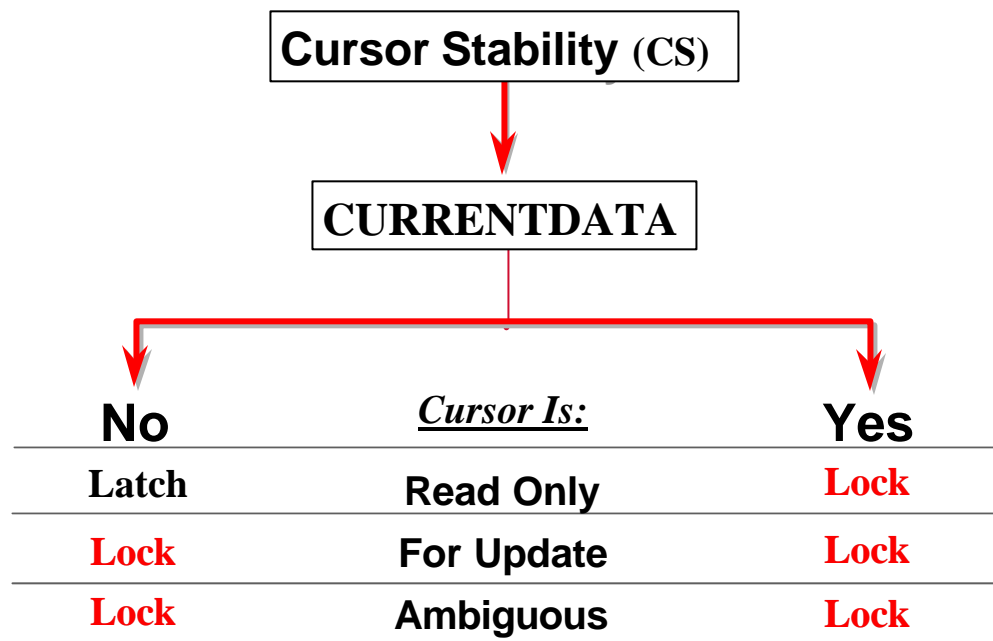 Cursor Stability (CS)
CURRENTDATA
No Cursor Is: Yes
Latch Read Only Lock
Lock For Update Lock
Lock Ambiguous Lock